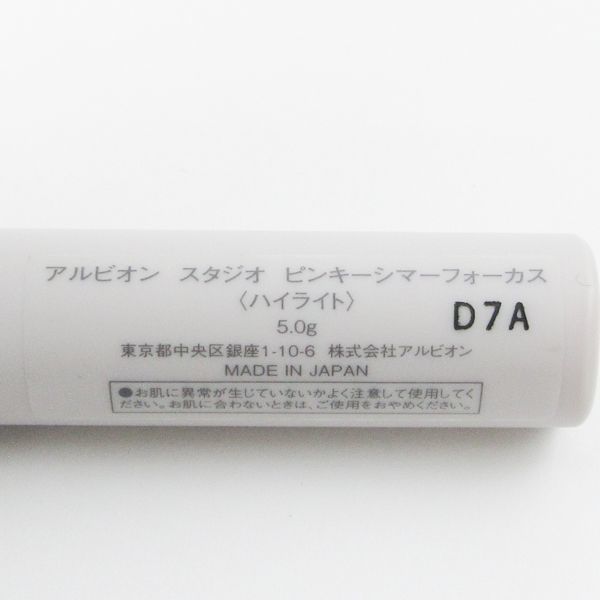 アルビオン スタジオ ピンキーシマーフォーカス
〈ハイライト〉
5.0g
D7A
東京都中央区銀座1-10-6 株式会社アルビオン
MADE IN JAPAN
●お肌に異常が生じていないかよく注意して使用してく
ださい。お肌に合わないときは、ご使用をおやめください。